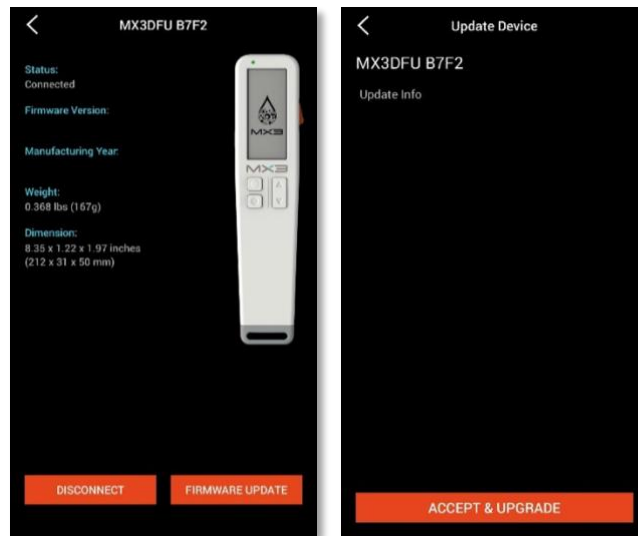 MX3DFU B7F2
Status:
Connected
Firmware Version:
Manufacturing Year:
Weight:
0.368 lbs (167g)
Dimension:
8.35 x 1.22 x 1.97 inches
(212 x 31 x 50 mm)
MX3
MX3
DISCONNECT
FIRMWARE UPDATE
Update Device
MX3DFU B7F2
Update Info
ACCEPT & UPGRADE